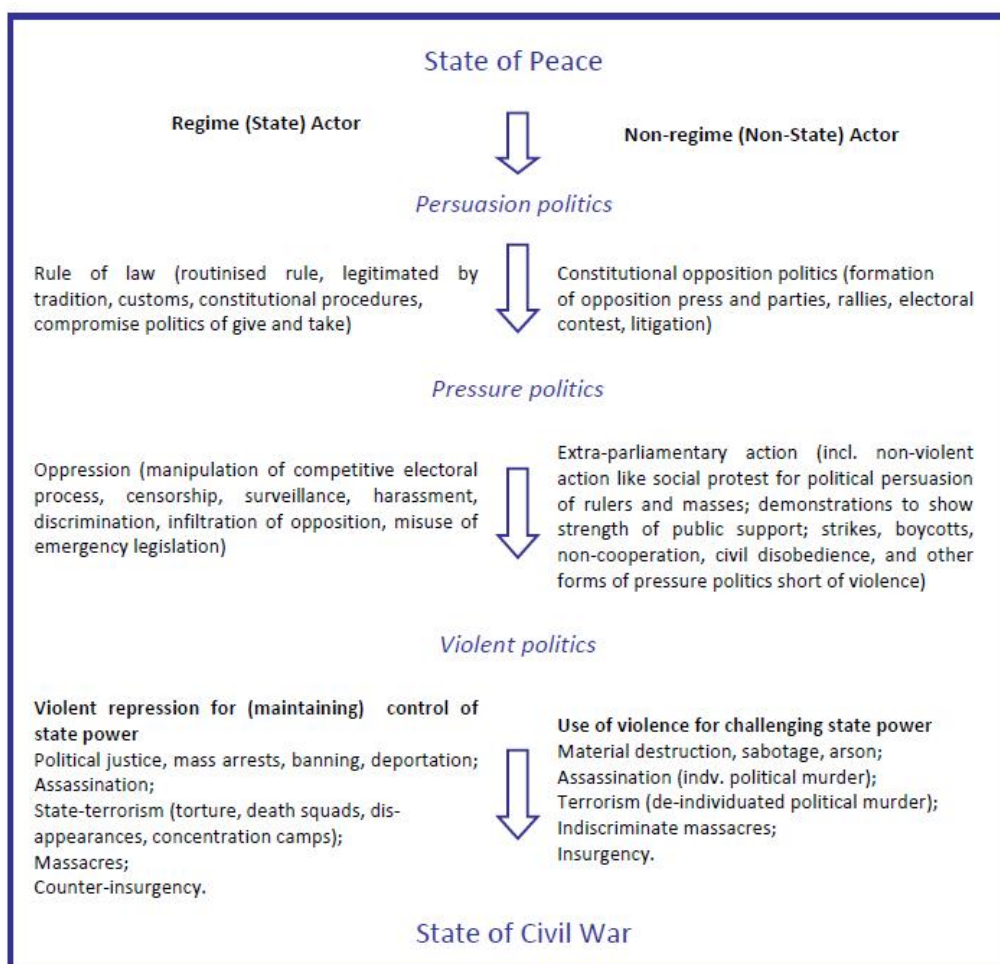 State of Peace
Regime (State) Actor
Non-regime (Non-State) Actor
Persuasion politics
Rule of law (routinised rule, legitimated by
tradition, customs, constitutional procedures,
compromise politics of give and take)
Constitutional opposition politics (formation
of opposition press and parties, rallies, electoral
contest, litigation)
Pressure politics
Oppression (manipulation of competitive electoral
process, censorship, surveillance, harassment,
discrimination, infiltration of opposition, misuse of
emergency legislation)
Extra-parliamentary action (incl. non-violent
action like social protest for political persuasion
of rulers and masses; demonstrations to show
strength of public support; strikes, boycotts,
non-cooperation, civil disobedience, and other
forms of pressure politics short of violence)
Violent politics
Violent repression for (maintaining) control of
state power
Political justice, mass arrests, banning, deportation;
Assassination;
State-terrorism (torture, death squads, dis-
appearances, concentration camps);
Massacres;
Counter-insurgency.
Use of violence for challenging state power
Material destruction, sabotage, arson;
Assassination (indv. political murder);
Terrorism (de-individuated political murder);
Indiscriminate massacres;
Insurgency.
State of Civil War